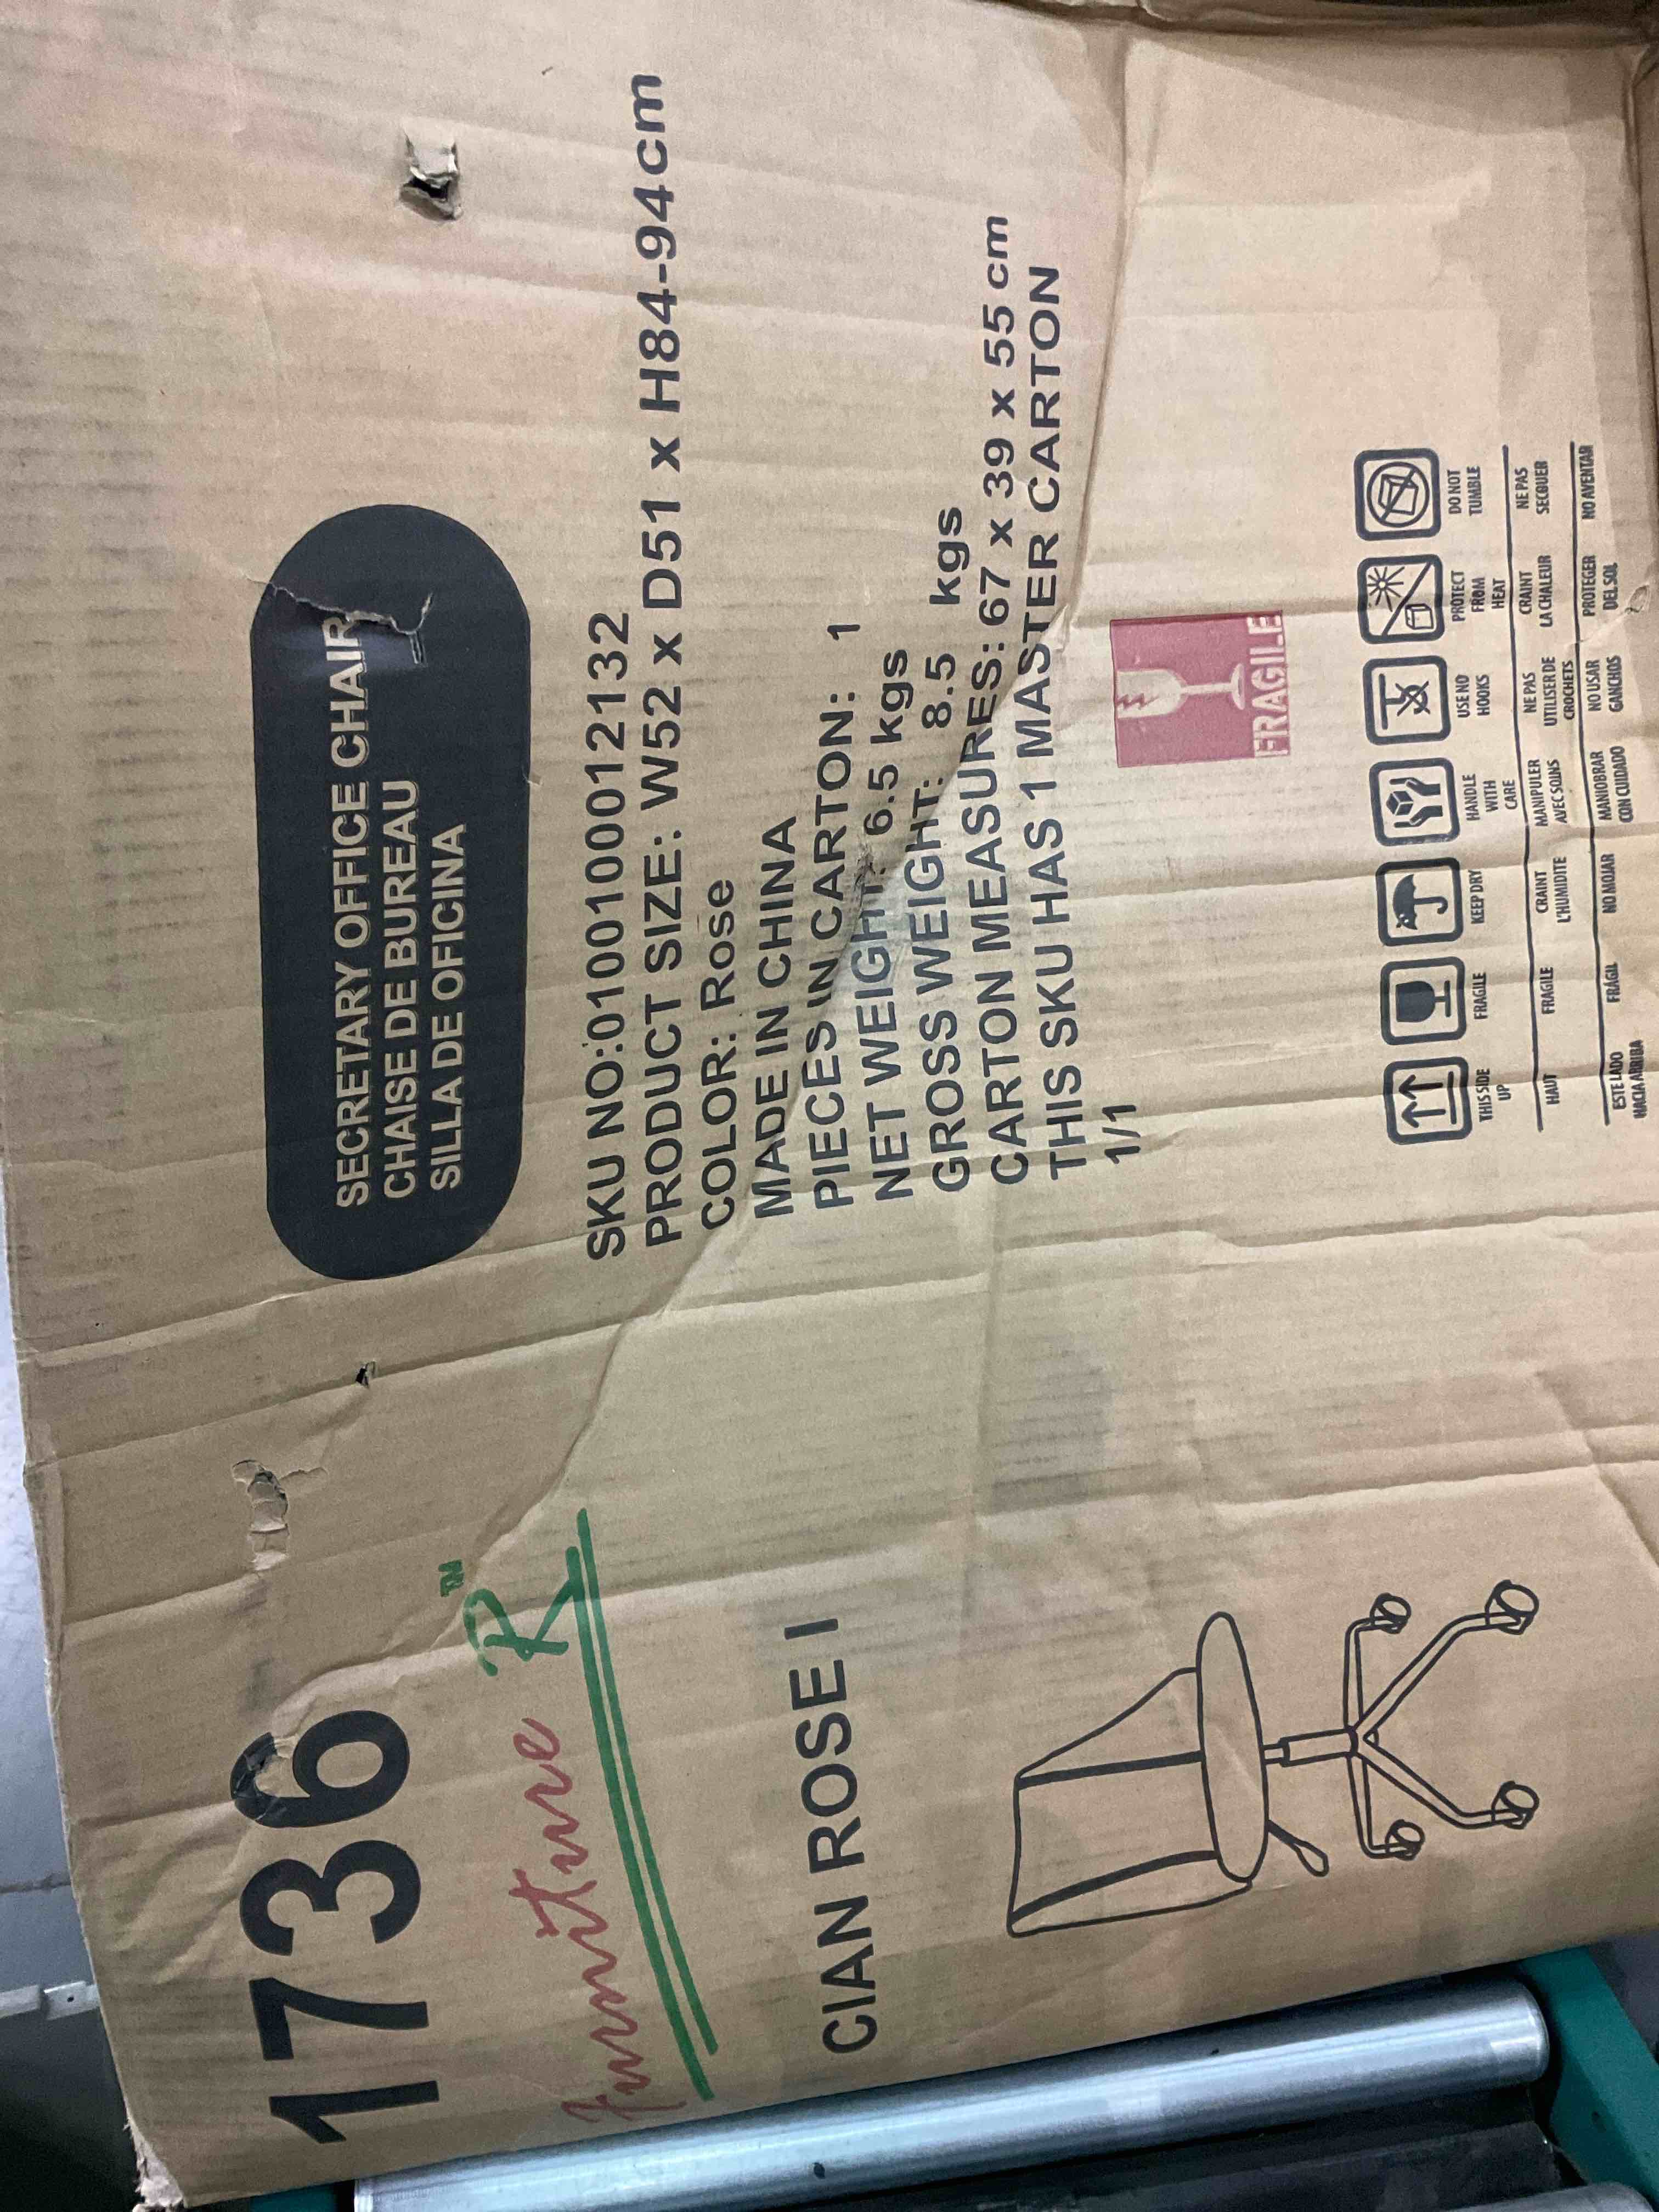 1736
Furniture R™
CIAN ROSE I
SECRETARY OFFICE CHAIR
CHAISE DE BUREAU
SILLA DE OFICINA
SKU NO:0100100012132
PRODUCT SIZE: W52 x D51 x H84-94cm
COLOR: Rose
MADE IN CHINA
PIECES IN CARTON: 1
NET WEIGHT: 6.5 kgs
GROSS WEIGHT: 8.5 kgs
CARTON MEASURES: 67 x 39 x 55 cm
THIS SKU HAS 1 MASTER CARTON
1/1
FRAGILE
THIS SIDE UP
FRAGILE
KEEP DRY
HANDLE WITH CARE
USE NO HOOKS
PROTECT FROM HEAT
DO NOT TUMBLE
HAUT
FRAGILE
CRAINT L'HUMIDITE
MANIPULER AVEC SOINS
NE PAS UTILISER DE CROCHETS
CRAINT LA CHALEUR
NE PAS SECOUER
ESTE LADO HACIA ARRIBA
FRÁGIL
NO MOJAR
MANIOBRAR CON CUIDADO
NO USAR GANCHOS
PROTEGER DEL SOL
NO AVENTAR